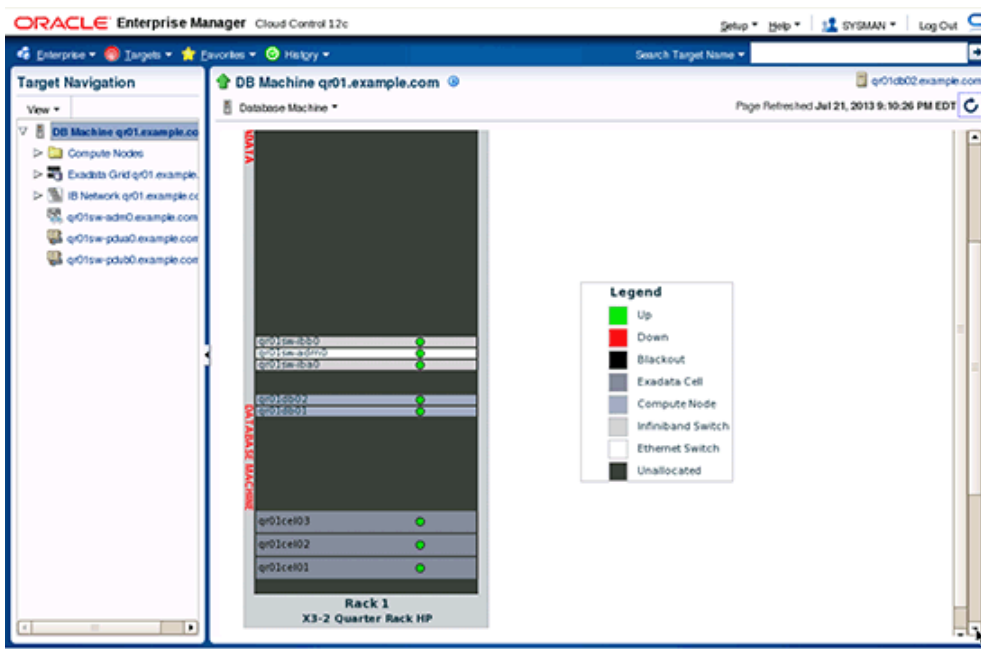 ORACLE Enterprise Manager Cloud Control 12c
Setup Help SYSMAN Log Out
Enterprise Targets Favorites History Search Target Name
Target Navigation
View
DB Machine qr01.example.co
Compute Nodes
Exadata Grid qr01.example.
IB Network qr01.example.co
qr01sw-adm0.example.com
qr01sw-pdua0.example.com
qr01sw-pdub0.example.com
DB Machine qr01.example.com
qr01db02.example.com
Database Machine
Page Refreshed Jul 21, 2013 9:10:26 PM EDT
qr01sw-ibb0
qr01sw-adm0
qr01sw-iba0
qr01db02
qr01db01
DATABASE MACHINE
qr01cel03
qr01cel02
qr01cel01
Rack 1
X3-2 Quarter Rack HP
Legend
Up
Down
Blackout
Exadata Cell
Compute Node
Infiniband Switch
Ethernet Switch
Unallocated